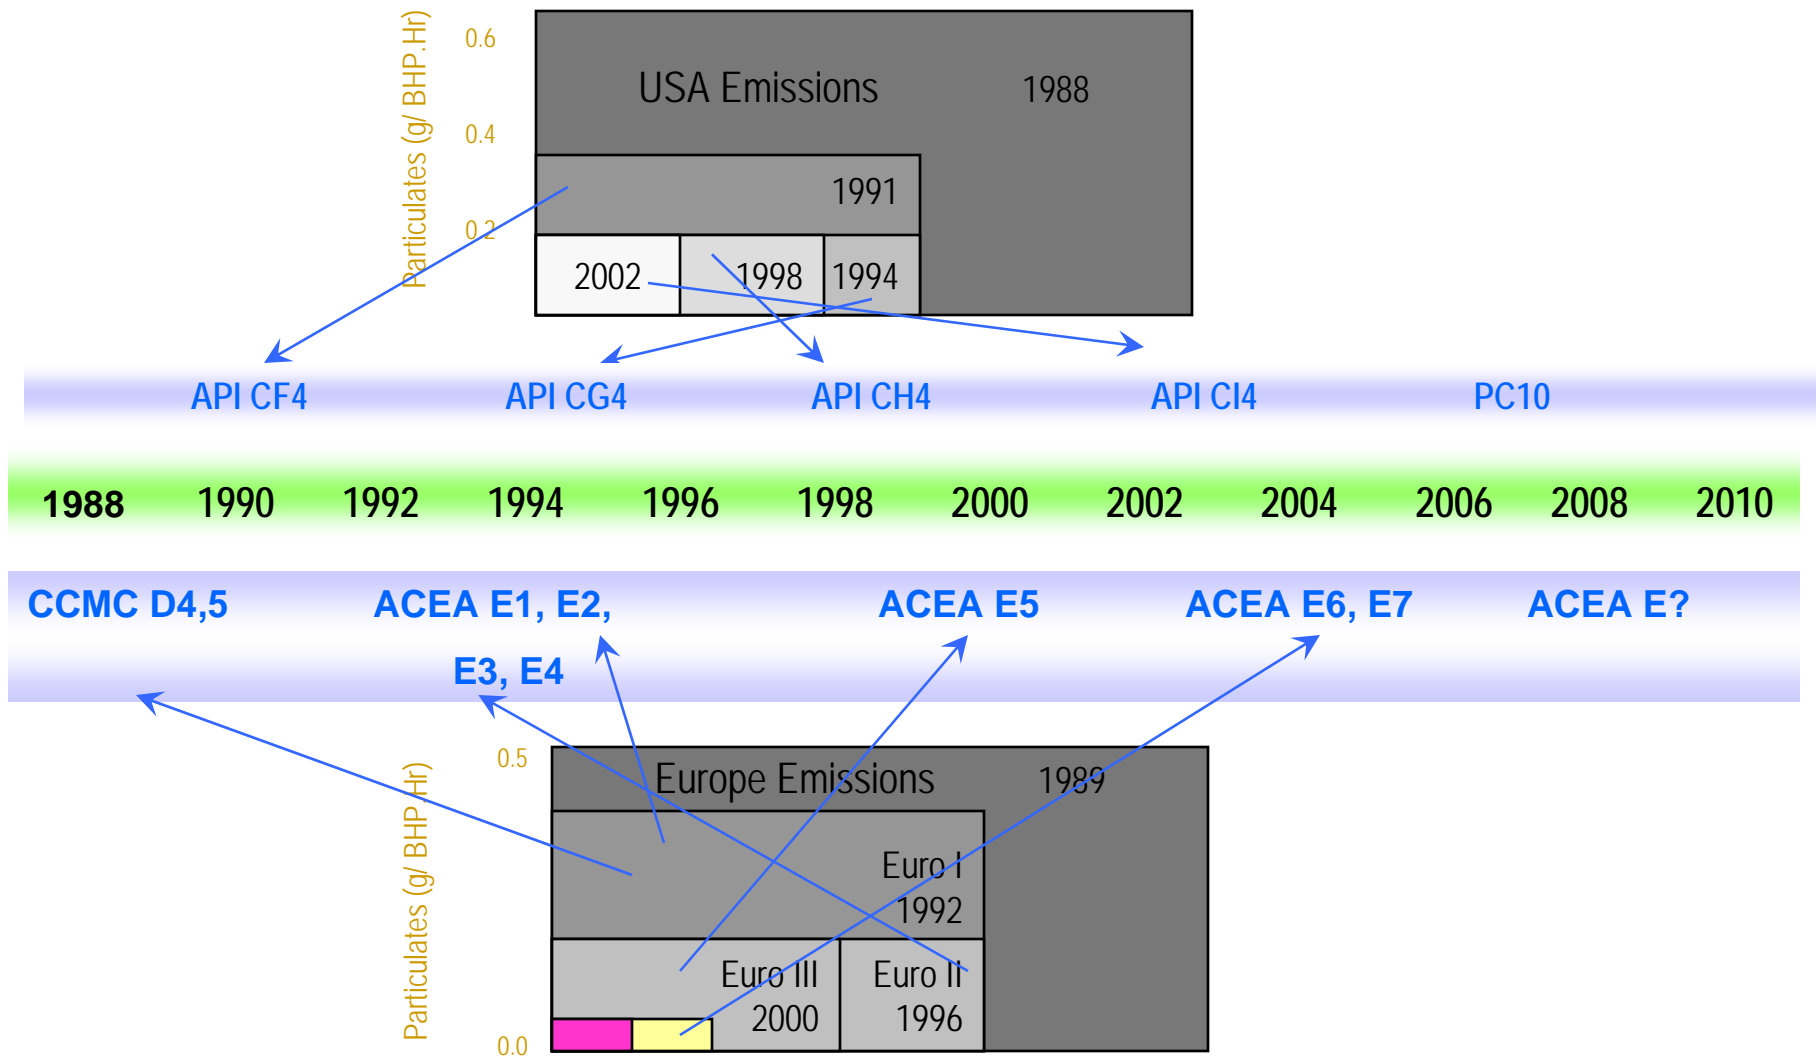 Particulates (g/ BHP.Hr)
0.6
0.4
0.2
USA Emissions 1988
1991
2002 1998 1994
API CF4 API CG4 API CH4 API CI4 PC10
1988 1990 1992 1994 1996 1998 2000 2002 2004 2006 2008 2010
CCMC D4,5 ACEA E1, E2, ACEA E5 ACEA E6, E7 ACEA E?
E3, E4
Particulates (g/ BHP.Hr)
0.5
0.0
Europe Emissions 1989
Euro I
1992
Euro III Euro II
2000 1996